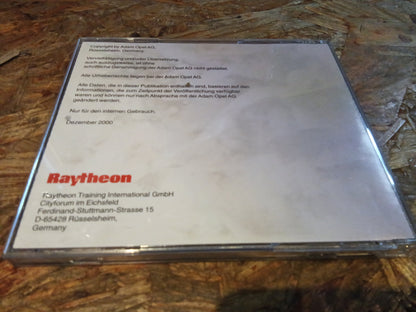 Copyright by Adam Opel AG,
Rüsselsheim, Germany
Vervielfältigung und/oder Übersetzung,
auch auszugsweise, ist ohne
schriftliche Genehmigung der Adam Opel AG nicht gestattet.
Alle Urheberrechte liegen bei der Adam Opel AG.
Alle Daten, die in dieser Publikation enthalten sind, basieren auf den
Informationen, die zum Zeitpunkt der Veröffentlichung verfügbar
waren und können nur nach Absprache mit der Adam Opel AG
geändert werden.
Nur für den internen Gebrauch.
Dezember 2000
Raytheon
Raytheon Training International GmbH
Cityforum im Eichsfeld
Ferdinand-Stuttmann-Strasse 15
D-65428 Rüsselsheim,
Germany